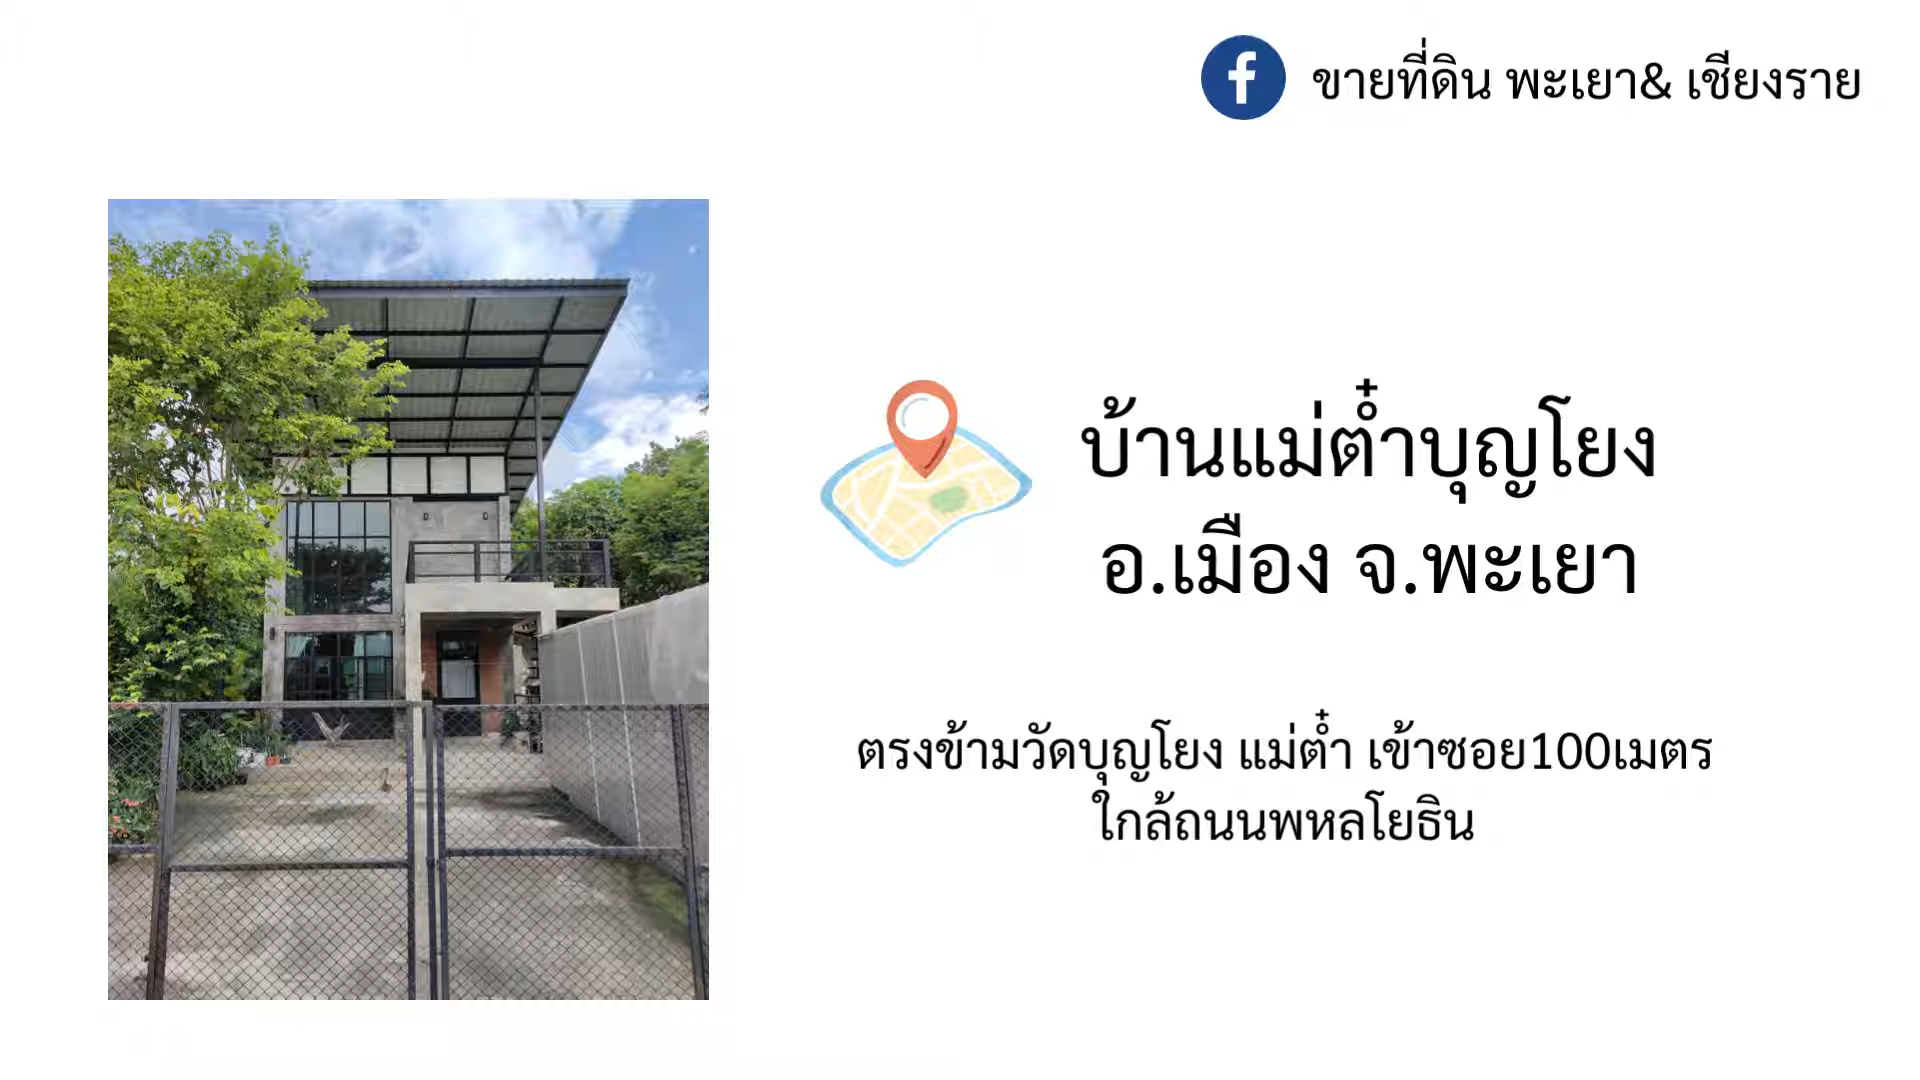 ขายที่ดิน พะเยา& เชียงราย
บ้านแม่ต๋ำบุญโยง
อ.เมือง จ.พะเยา
ตรงข้ามวัดบุญโยง แม่ต๋ำ เข้าซอย100เมตร
ใกล้ถนนพหลโยธิน